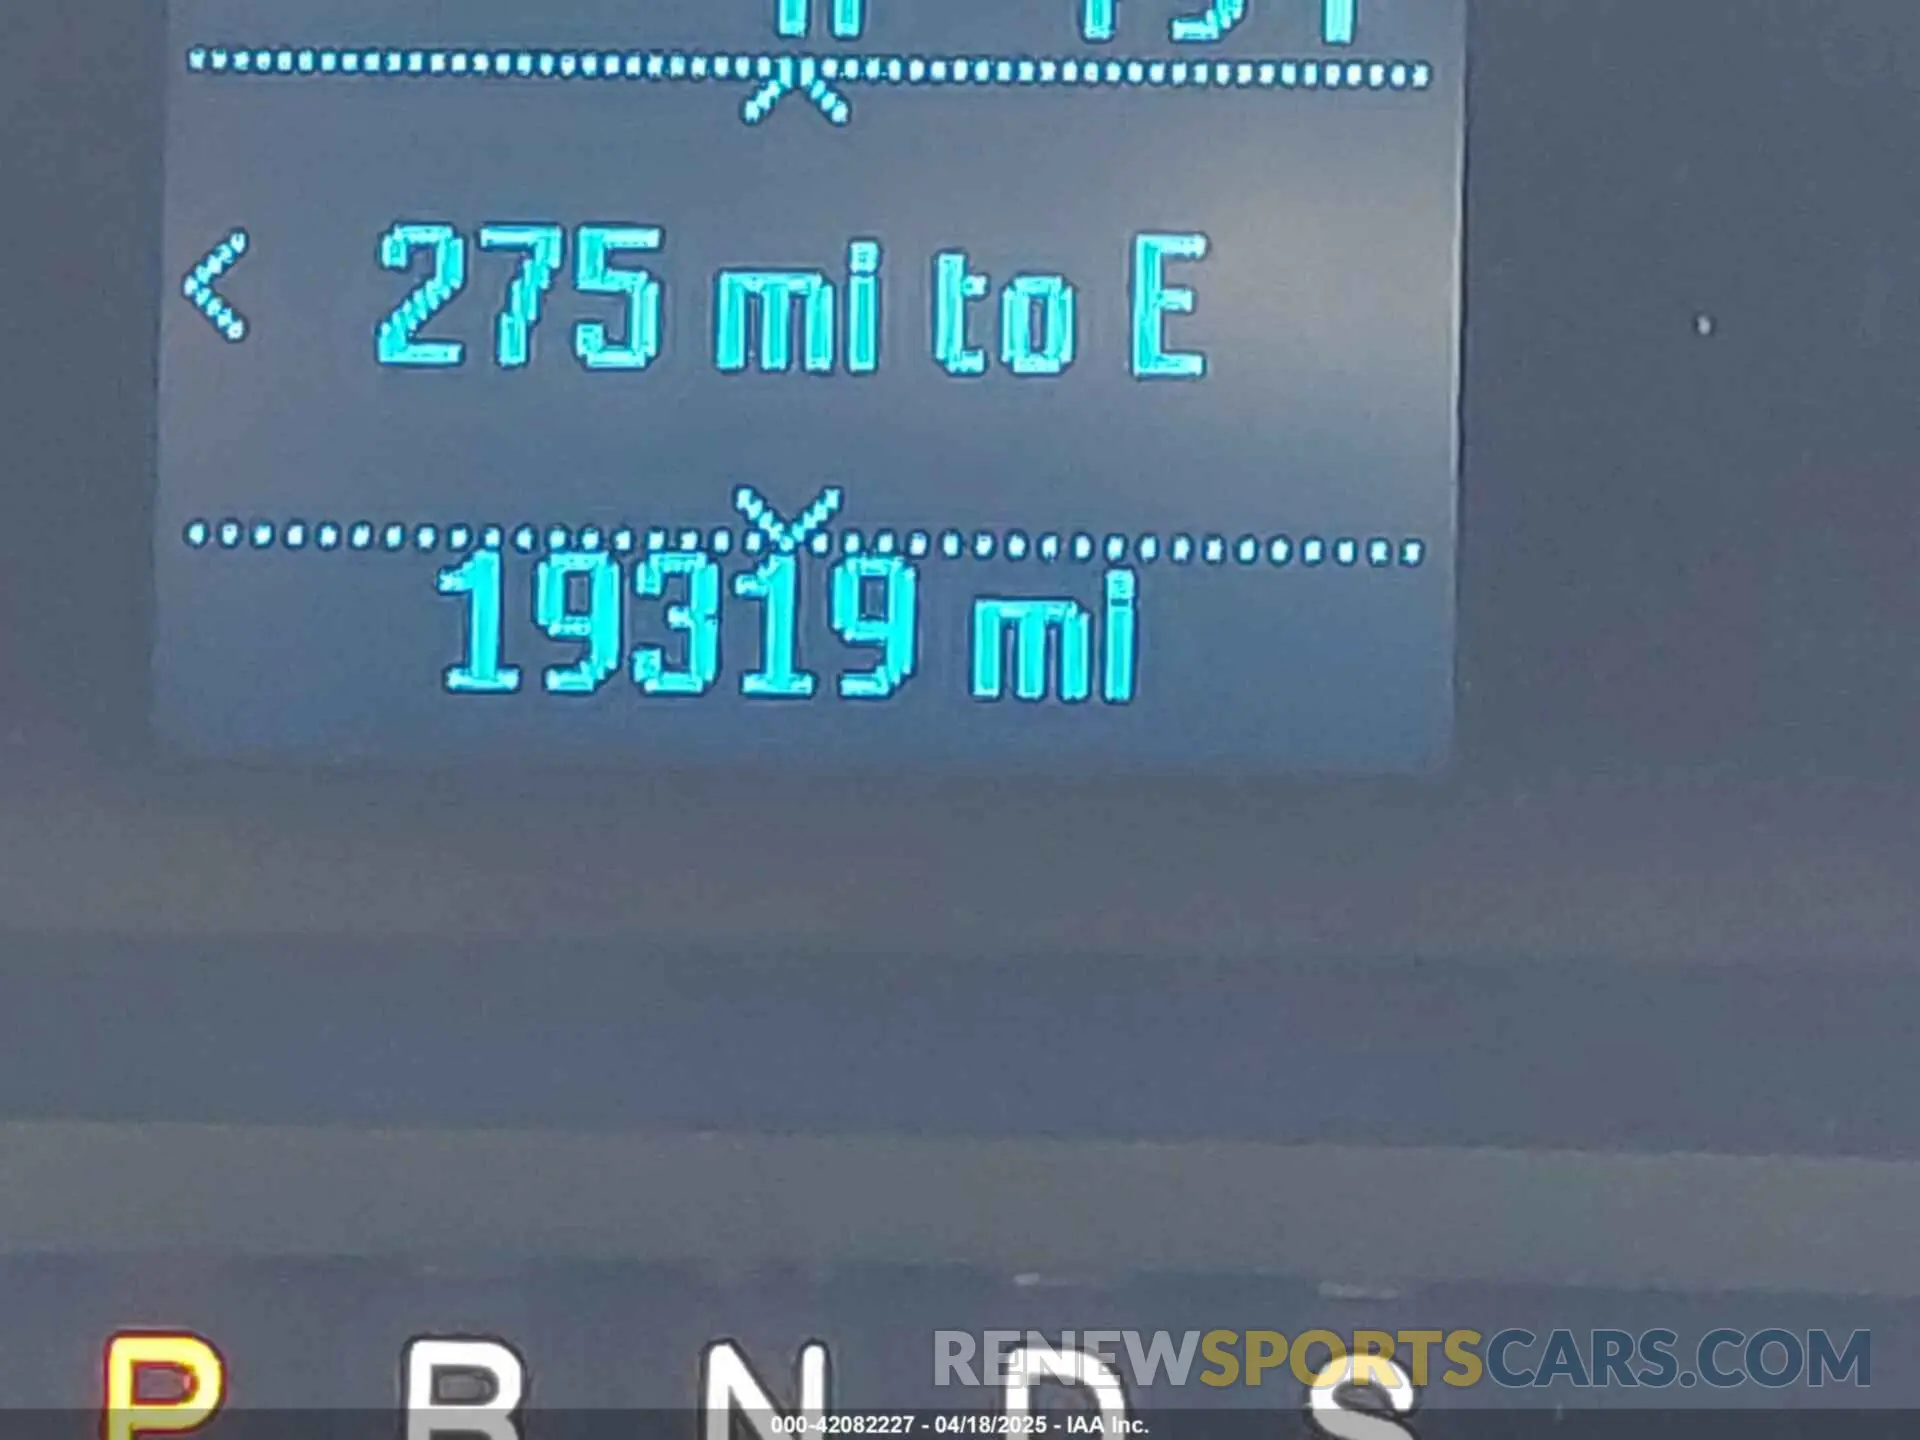 < 275 mi to E
19319 mi
P R N D S
RENEWSPORTSCARS.COM
000-42082227 - 04/18/2025 - IAA Inc.